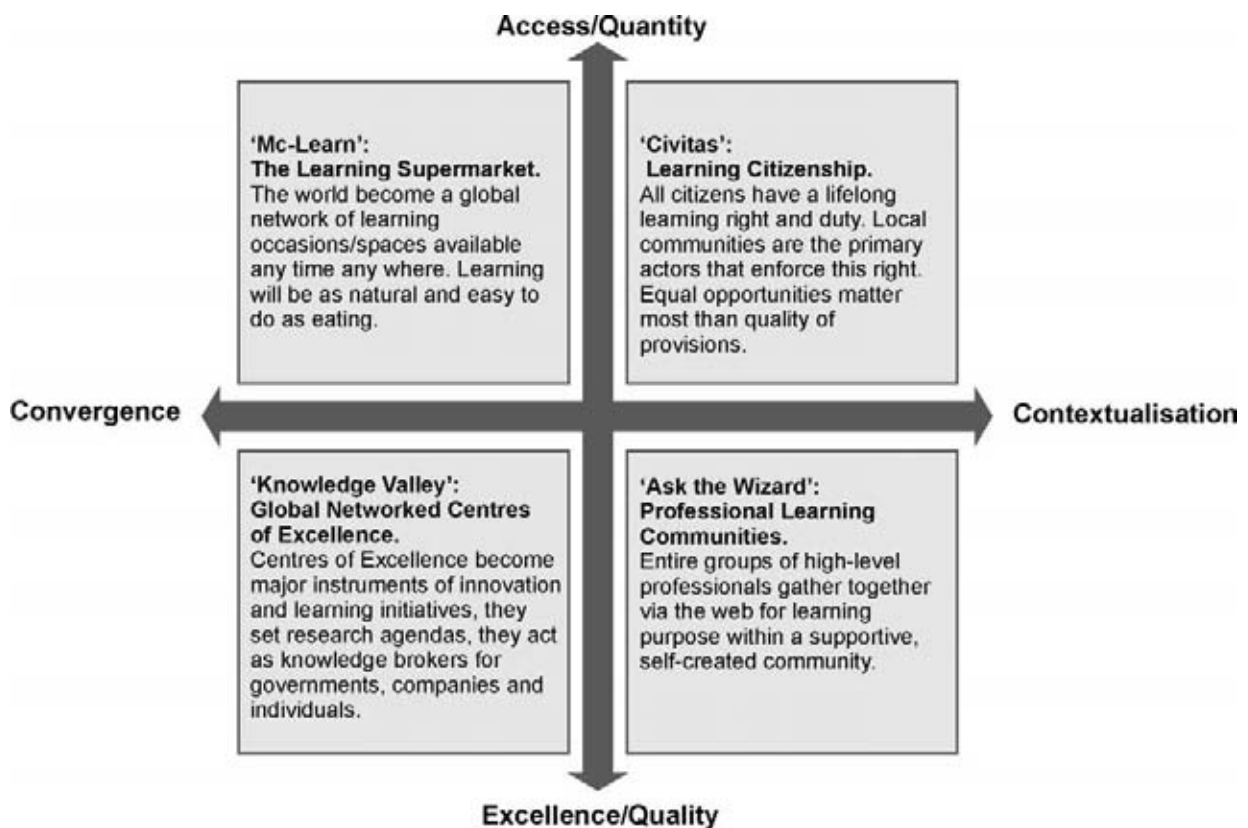 Access/Quantity
‘Mc-Learn’:
The Learning Supermarket.
The world become a global
network of learning
occasions/spaces available
any time any where. Learning
will be as natural and easy to
do as eating.
‘Civitas’:
Learning Citizenship.
All citizens have a lifelong
learning right and duty. Local
communities are the primary
actors that enforce this right.
Equal opportunities matter
most than quality of
provisions.
Convergence
Contextualisation
‘Knowledge Valley’:
Global Networked Centres
of Excellence.
Centres of Excellence become
major instruments of innovation
and learning initiatives, they
set research agendas, they act
as knowledge brokers for
governments, companies and
individuals.
‘Ask the Wizard’:
Professional Learning
Communities.
Entire groups of high-level
professionals gather together
via the web for learning
purpose within a supportive,
self-created community.
Excellence/Quality